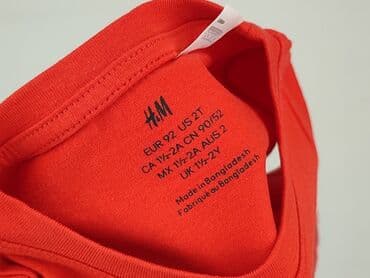 H&M
EUR 92 US 2T
CA 1½-2A CN 90/52
MX 1½-2A AUS 2
UK 1½-2Y
Made in Bangladesh
Fabriqué au Bangladesh